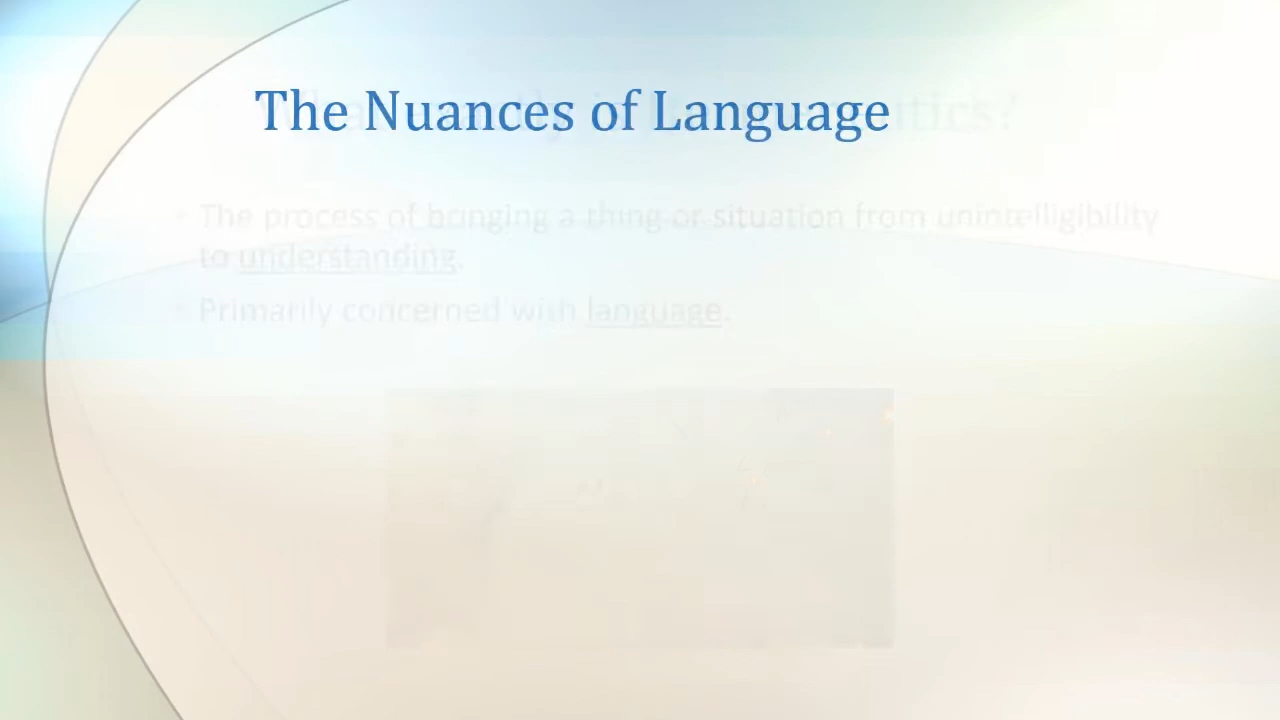 The Nuances of Language
• The process of bringing a thing or situation from unintelligibility
to understanding.
• Primarily concerned with language.